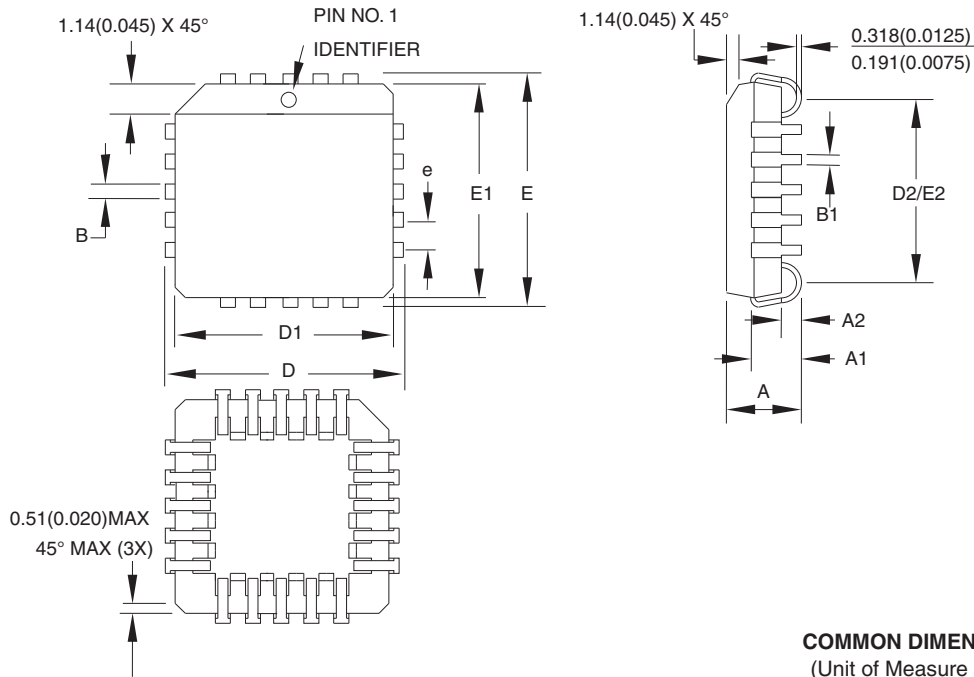 1.14(0.045) X 45°
PIN NO. 1
IDENTIFIER
1.14(0.045) X 45°
0.318(0.0125)
0.191(0.0075)
e
E1
E
B
B1
D2/E2
D1
D
A2
A1
A
0.51(0.020)MAX
45° MAX (3X)
COMMON DIMEN
(Unit of Measure